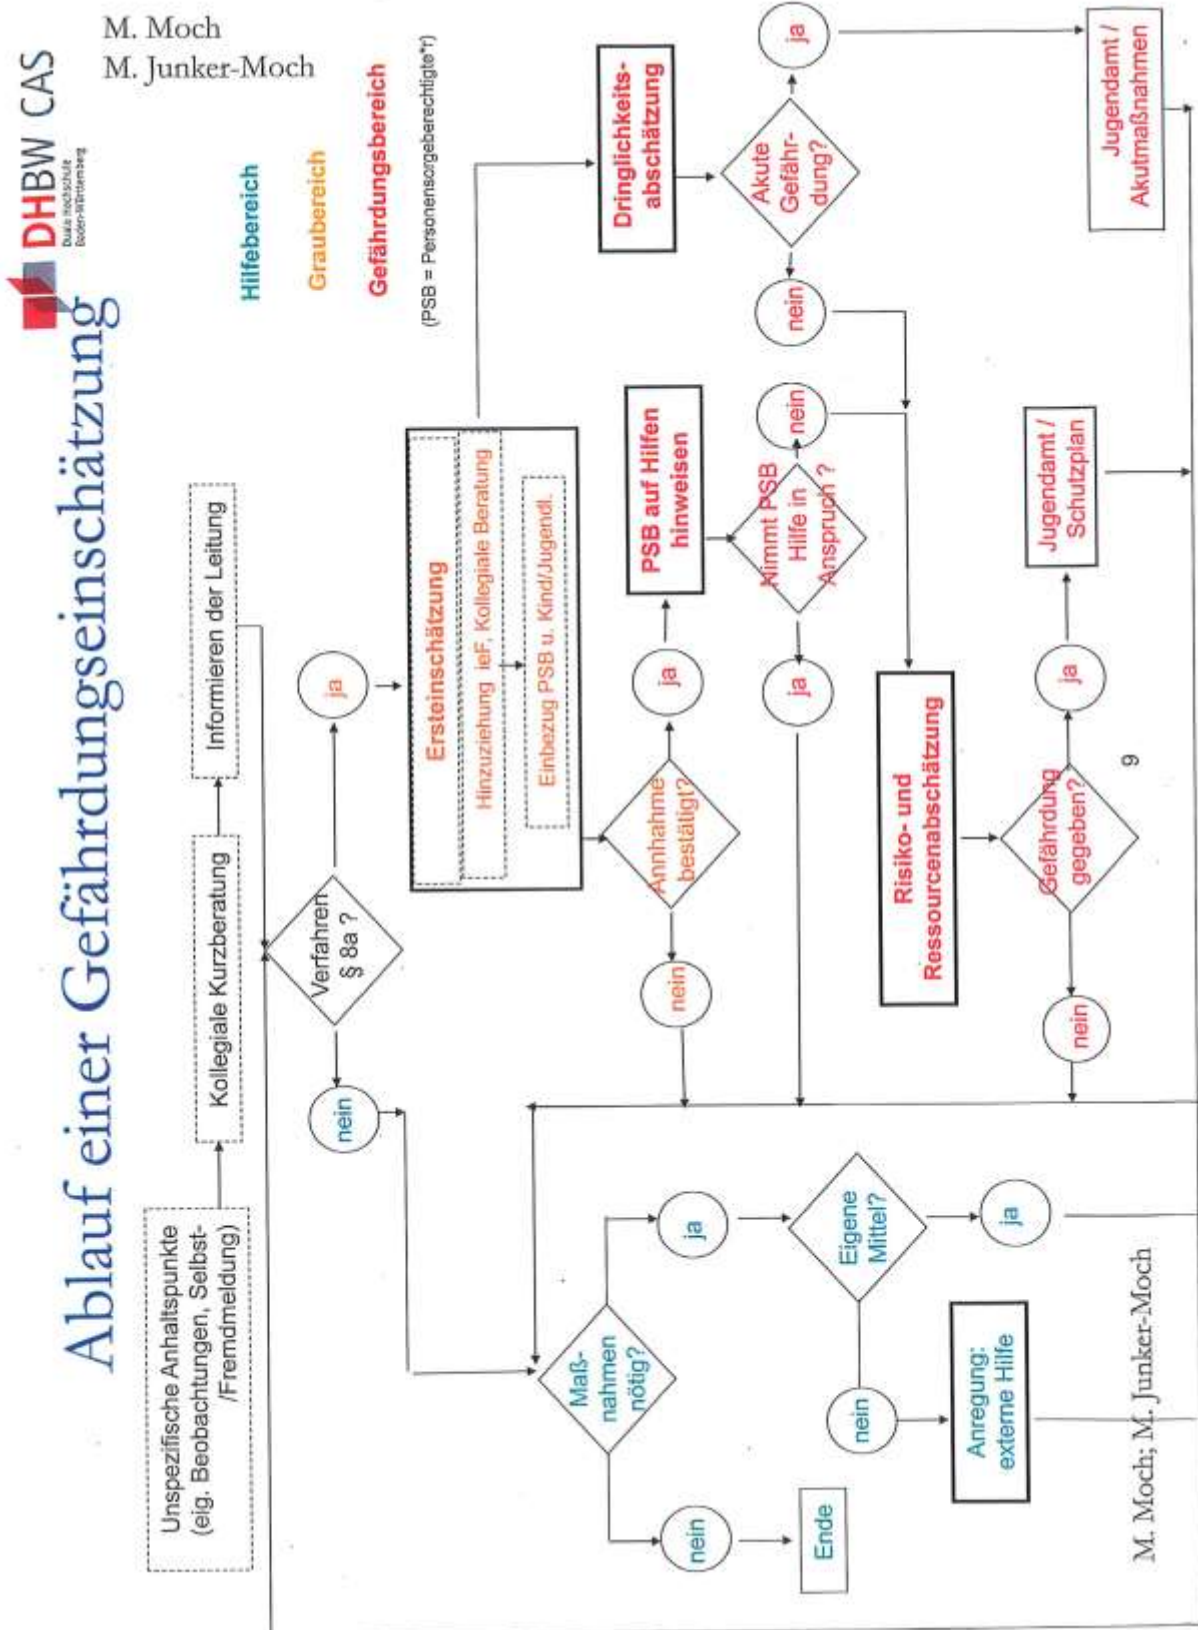 Ablauf einer Gefährdungseinschätzung
DHBW CAS
Duale Hochschule
Baden-Württemberg
M. Moch
M. Junker-Moch
Unspezifische Anhaltspunkte
(eig. Beobachtungen, Selbst-
/Fremdmeldung)
Kollegiale Kurzberatung
Informieren der Leitung
Hilfebereich
Graubereich
Gefährdungsbereich
(PSB = Personensorgeberechtigte*r)
Verfahren
§ 8a ?
nein
ja
Ersteinschätzung
Hinzuziehung ieF, Kollegiale Beratung
Einbezug PSB u. Kind/Jugendl.
Maß-
nahmen
nötig?
nein
ja
Ende
Eigene
Mittel?
nein
ja
Anregung:
externe Hilfe
Annhahme
bestätigt?
nein
ja
PSB auf Hilfen
hinweisen
Nimmt PSB
Hilfe in
Anspruch ?
ja
nein
Dringlichkeits-
abschätzung
Akute
Gefähr-
dung?
nein
ja
Risiko- und
Ressourcenabschätzung
Gefährdung
gegeben?
nein
ja
Jugendamt /
Schutzplan
Jugendamt /
Akutmaßnahmen
M. Moch; M. Junker-Moch
9